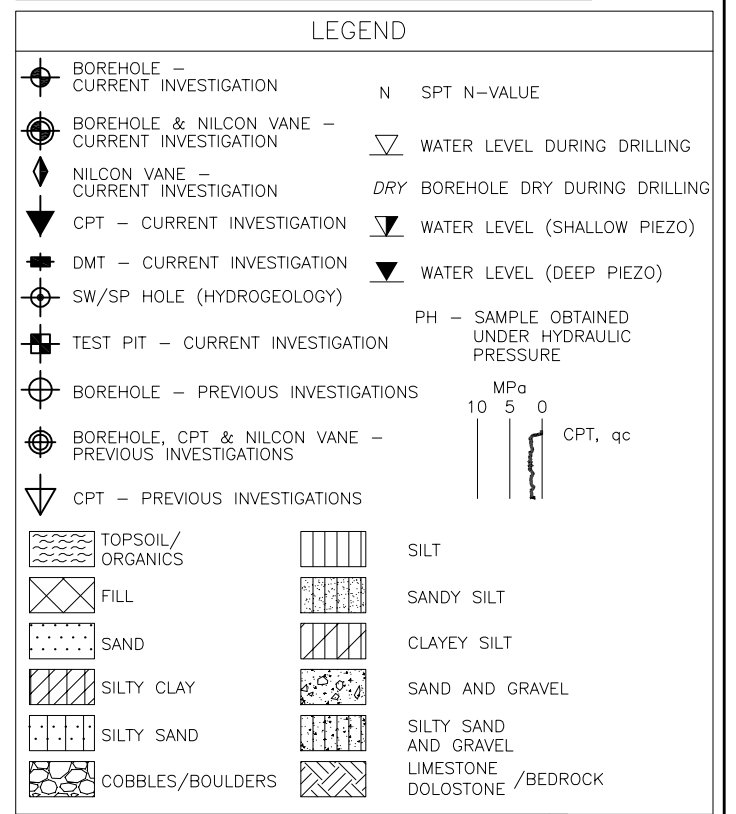 LEGEND
BOREHOLE –
CURRENT INVESTIGATION
BOREHOLE & NILCON VANE –
CURRENT INVESTIGATION
NILCON VANE –
CURRENT INVESTIGATION
CPT – CURRENT INVESTIGATION
DMT – CURRENT INVESTIGATION
SW/SP HOLE (HYDROGEOLOGY)
TEST PIT – CURRENT INVESTIGATION
BOREHOLE – PREVIOUS INVESTIGATIONS
BOREHOLE, CPT & NILCON VANE –
PREVIOUS INVESTIGATIONS
CPT – PREVIOUS INVESTIGATIONS
N SPT N–VALUE
WATER LEVEL DURING DRILLING
DRY BOREHOLE DRY DURING DRILLING
WATER LEVEL (SHALLOW PIEZO)
WATER LEVEL (DEEP PIEZO)
PH – SAMPLE OBTAINED
UNDER HYDRAULIC
PRESSURE
MPa
10 5 0
CPT, qc
TOPSOIL/
ORGANICS
FILL
SAND
SILTY CLAY
SILTY SAND
COBBLES/BOULDERS
SILT
SANDY SILT
CLAYEY SILT
SAND AND GRAVEL
SILTY SAND
AND GRAVEL
LIMESTONE
DOLOSTONE /BEDROCK